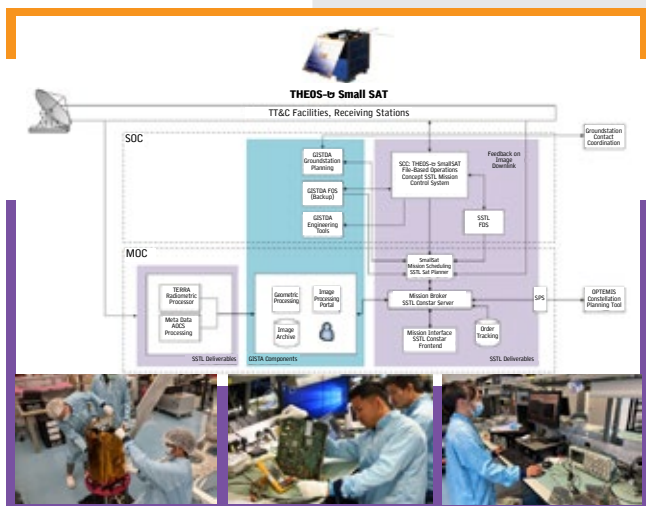 THEOS-2 Small SAT
TT&C Facilities, Receiving Stations
SOC
Groundstation
Contact
Coordination
GISTDA
Groundstation
Planning
GISTDA FOS
(Backup)
GISTDA
Engineering
Tools
SCC: THEOS-2 SmallSAT
File-Based Operations
Concept SSTL Mission
Control System
Feedback on
Image
Downlink
SSTL
FDS
MOC
SmallSat
Mission Scheduling
SSTL Sat Planner
TERRA
Radiometric
Processor
Meta Data
AOCS
Processing
SSTL Deliverables
Geometric
Processing
Image
Processing
Portal
Image
Archive
GISTA Components
Mission Broker
SSTL Constar Server
Mission Interface
SSTL Constar
Frontend
Order
Tracking
SSTL Deliverables
SPS
OPTEMIS
Constellation
Planning Tool